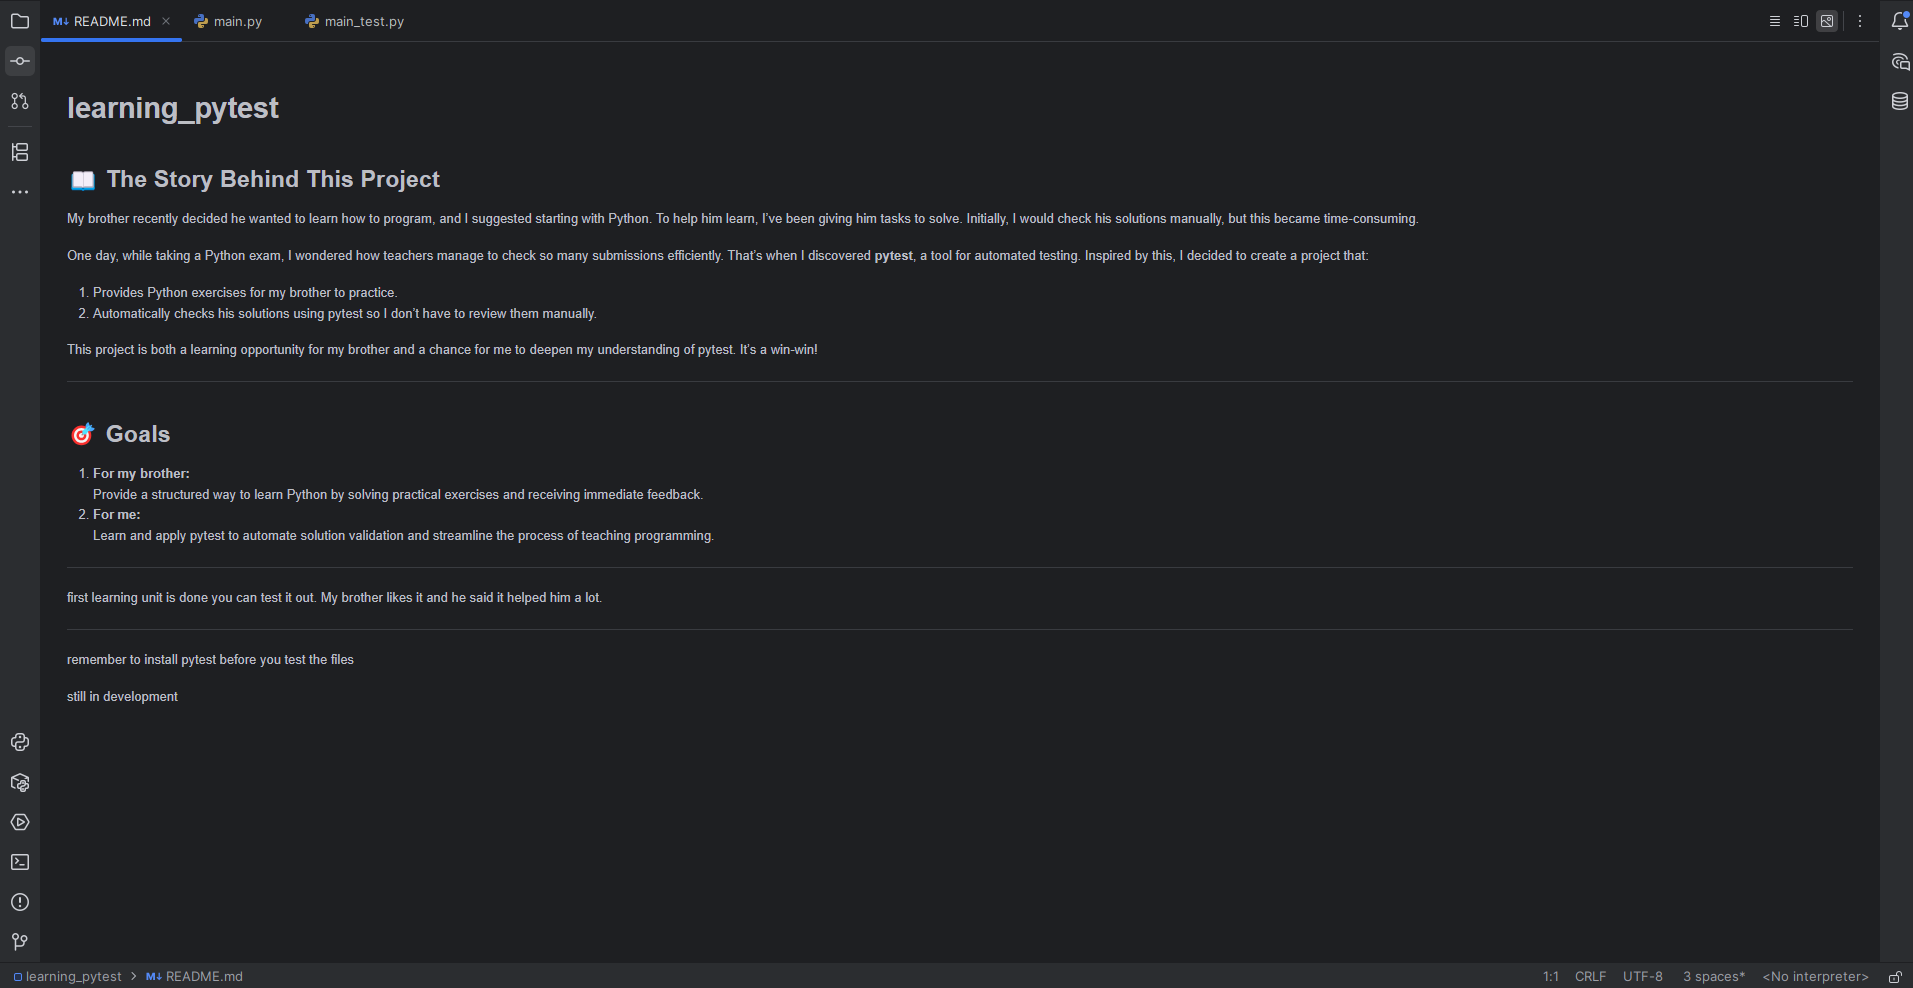 README.md
main.py
main_test.py
learning_pytest
The Story Behind This Project
My brother recently decided he wanted to learn how to program, and I suggested starting with Python. To help him learn, I've been giving him tasks to solve. Initially, I would check his solutions manually, but this became time-consuming.
One day, while taking a Python exam, I wondered how teachers manage to check so many submissions efficiently. That's when I discovered pytest, a tool for automated testing. Inspired by this, I decided to create a project that:
1. Provides Python exercises for my brother to practice.
2. Automatically checks his solutions using pytest so I don't have to review them manually.
This project is both a learning opportunity for my brother and a chance for me to deepen my understanding of pytest. It's a win-win!
Goals
1. For my brother:
Provide a structured way to learn Python by solving practical exercises and receiving immediate feedback.
2. For me:
Learn and apply pytest to automate solution validation and streamline the process of teaching programming.
first learning unit is done you can test it out. My brother likes it and he said it helped him a lot.
remember to install pytest before you test the files
still in development
learning_pytest > M↓ README.md
1:1 CRLF UTF-8 3 spaces* <No interpreter>